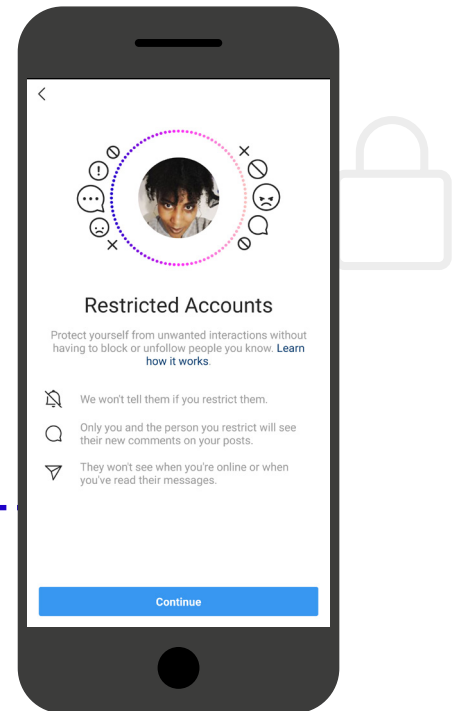 Restricted Accounts
Protect yourself from unwanted interactions without
having to block or unfollow people you know. Learn
how it works.
We won't tell them if you restrict them.
Only you and the person you restrict will see
their new comments on your posts.
They won't see when you're online or when
you've read their messages.
Continue